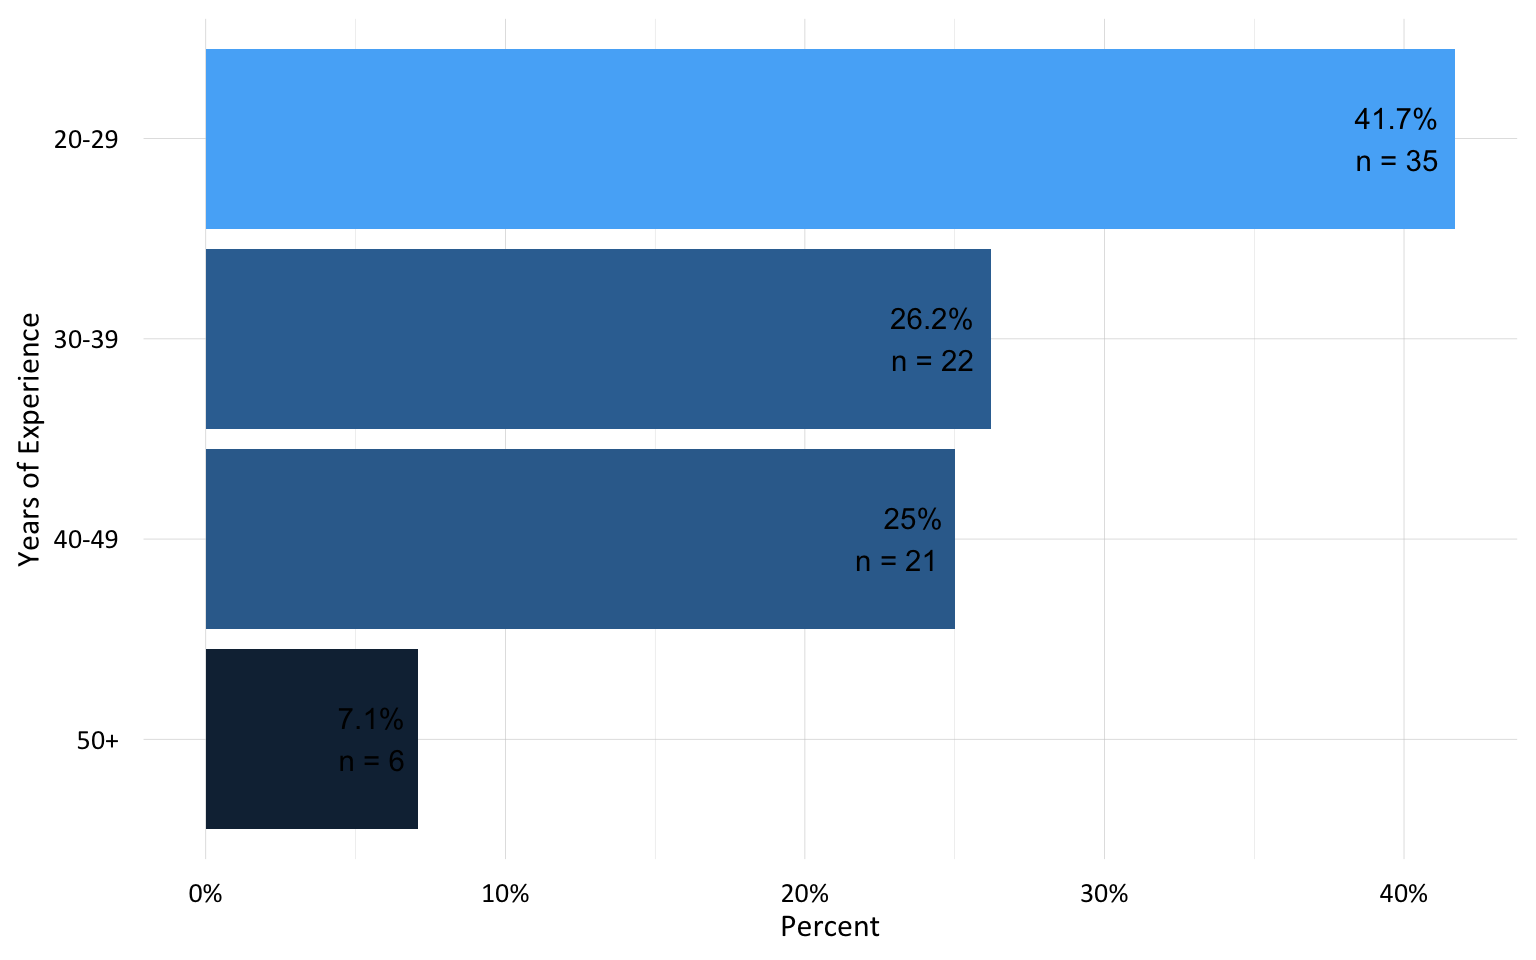 20-29
41.7%
n = 35
30-39
26.2%
n = 22
40-49
25%
n = 21
50+
7.1%
n = 6
Years of Experience
0%
10%
20%
30%
40%
Percent